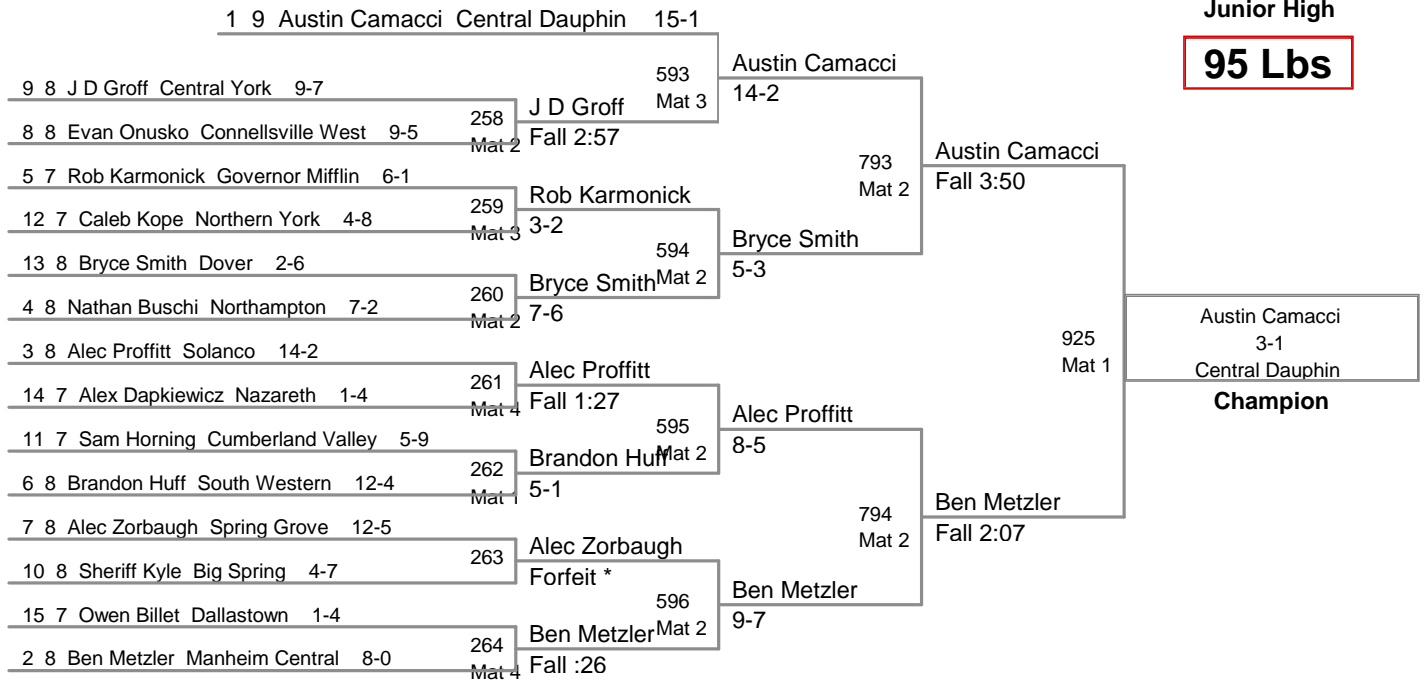 Junior High
95 Lbs
1 9 Austin Camacci Central Dauphin 15-1
9 8 J D Groff Central York 9-7
8 8 Evan Onusko Connellsville West 9-5
5 7 Rob Karmonick Governor Mifflin 6-1
12 7 Caleb Kope Northern York 4-8
13 8 Bryce Smith Dover 2-6
4 8 Nathan Buschi Northampton 7-2
3 8 Alec Proffitt Solanco 14-2
14 7 Alex Dapkiewicz Nazareth 1-4
11 7 Sam Horning Cumberland Valley 5-9
6 8 Brandon Huff South Western 12-4
7 8 Alec Zorbaugh Spring Grove 12-5
10 8 Sheriff Kyle Big Spring 4-7
15 7 Owen Billet Dallastown 1-4
2 8 Ben Metzler Manheim Central 8-0
258
Mat 2
J D Groff
Fall 2:57
259
Mat 3
Rob Karmonick
3-2
260
Mat 2
Bryce Smith
7-6
261
Mat 4
Alec Proffitt
Fall 1:27
262
Mat 1
Brandon Huff
5-1
263
Alec Zorbaugh
Forfeit *
264
Mat 4
Ben Metzler
Fall :26
593
Mat 3
Austin Camacci
14-2
594
Mat 2
Bryce Smith
5-3
595
Mat 2
Alec Proffitt
8-5
596
Mat 2
Ben Metzler
9-7
793
Mat 2
Austin Camacci
Fall 3:50
794
Mat 2
Ben Metzler
Fall 2:07
925
Mat 1
Austin Camacci
3-1
Central Dauphin
Champion